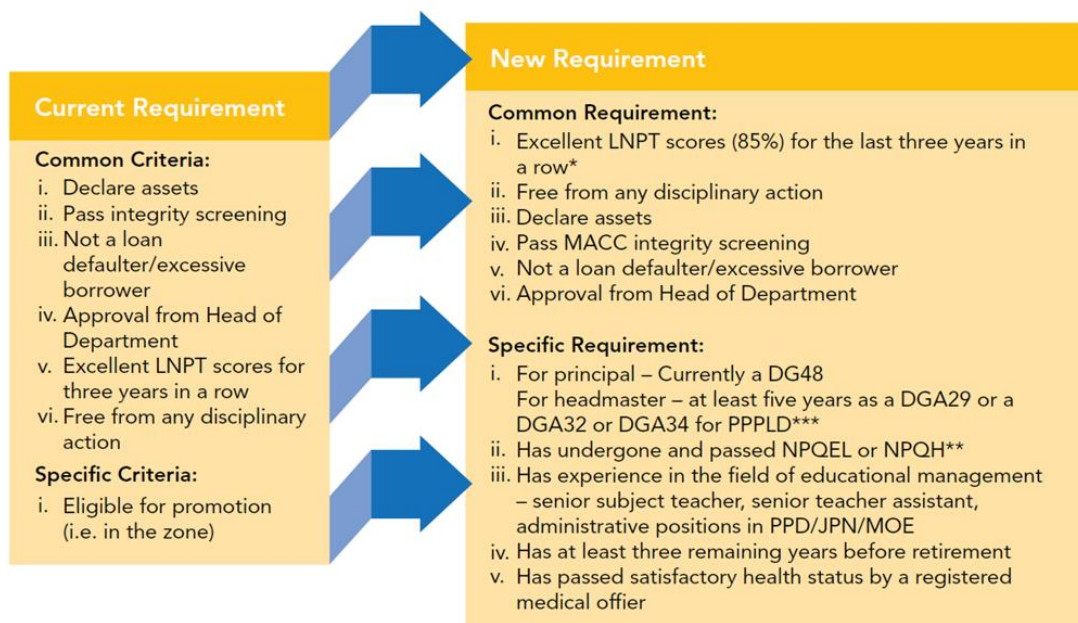 Current Requirement
Common Criteria:
i. Declare assets
ii. Pass integrity screening
iii. Not a loan
defaulter/excessive
borrower
iv. Approval from Head of
Department
v. Excellent LNPT scores for
three years in a row
vi. Free from any disciplinary
action
Specific Criteria:
i. Eligible for promotion
(i.e. in the zone)
New Requirement
Common Requirement:
i. Excellent LNPT scores (85%) for the last three years in
a row*
ii. Free from any disciplinary action
iii. Declare assets
iv. Pass MACC integrity screening
v. Not a loan defaulter/excessive borrower
vi. Approval from Head of Department
Specific Requirement:
i. For principal – Currently a DG48
For headmaster – at least five years as a DGA29 or a
DGA32 or DGA34 for PPPLD***
ii. Has undergone and passed NPQEL or NPQH**
iii. Has experience in the field of educational management
– senior subject teacher, senior teacher assistant,
administrative positions in PPD/JPN/MOE
iv. Has at least three remaining years before retirement
v. Has passed satisfactory health status by a registered
medical offier